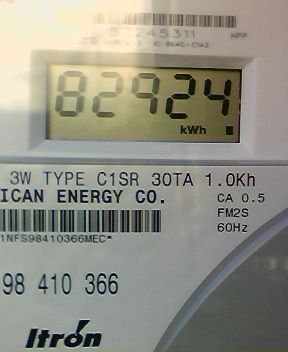 245311
82924
kWh
3W TYPE C1SR 30TA 1.0Kh
ICAN ENERGY CO.
CA 0.5
FM2S
60Hz
1NFS98410366MEC*
98 410 366
Itron